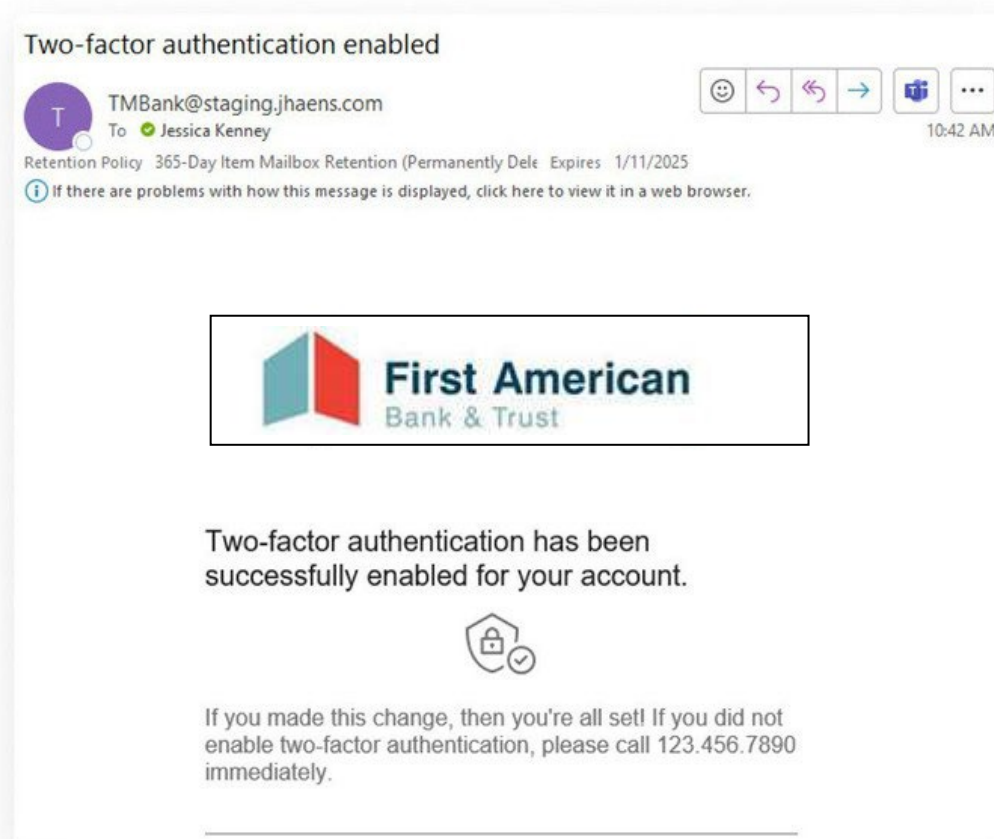 Two-factor authentication enabled
T
TMBank@staging.jhaens.com
To Jessica Kenney
10:42 AM
Retention Policy 365-Day Item Mailbox Retention (Permanently Dele Expires 1/11/2025
If there are problems with how this message is displayed, click here to view it in a web browser.
First American
Bank & Trust
Two-factor authentication has been
successfully enabled for your account.
If you made this change, then you're all set! If you did not
enable two-factor authentication, please call 123.456.7890
immediately.